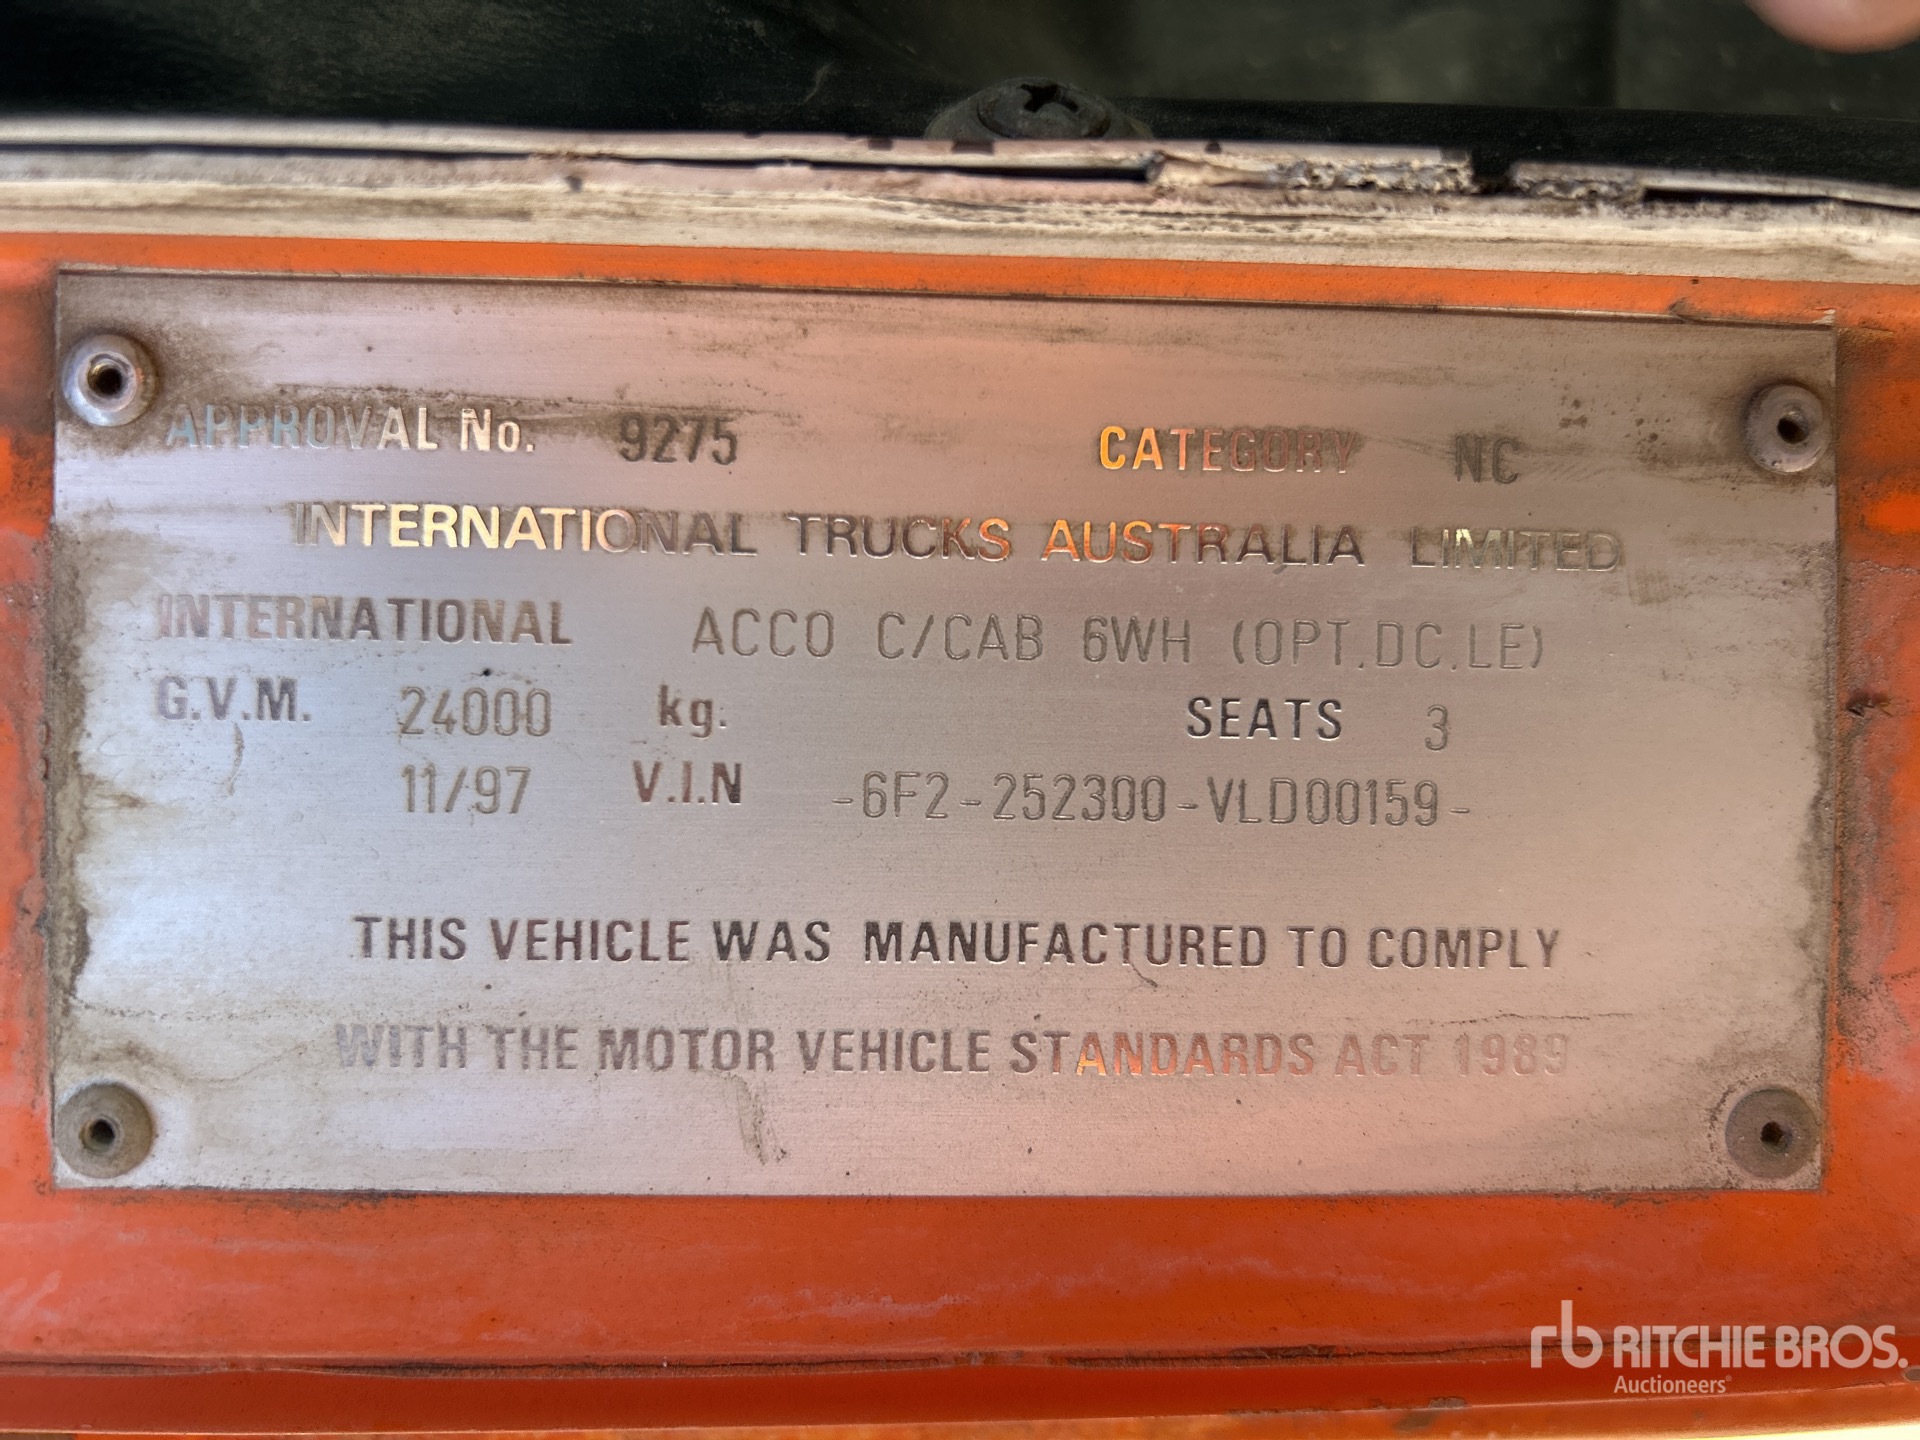 APPROVAL No. 9275 CATEGORY NC
INTERNATIONAL TRUCKS AUSTRALIA LIMITED
INTERNATIONAL ACCO C/CAB 6WH (OPT.DC.LE)
G.V.M. 24000 kg. SEATS 3
11/97 V.I.N -6F2-252300-VLD00159-
THIS VEHICLE WAS MANUFACTURED TO COMPLY
WITH THE MOTOR VEHICLE STANDARDS ACT 1989
rb RITCHIE BROS.
Auctioneers®